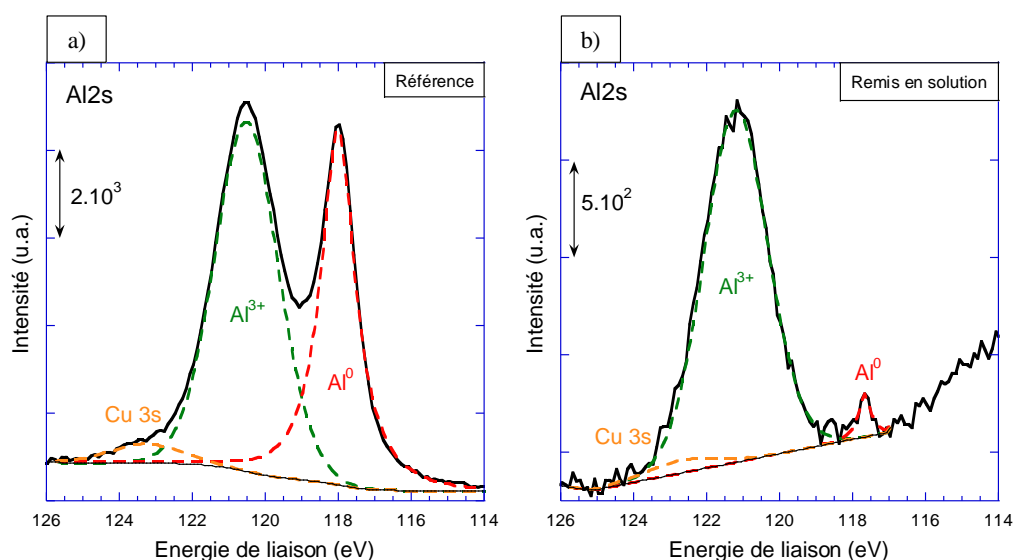 a)
Référence
Al2s
2.10³
Al³⁺
Al⁰
Cu 3s
Intensité (u.a.)
126 124 122 120 118 116 114
Energie de liaison (eV)
b)
Remis en solution
Al2s
5.10²
Al³⁺
Al⁰
Cu 3s
Intensité (u.a.)
126 124 122 120 118 116 114
Energie de liaison (eV)